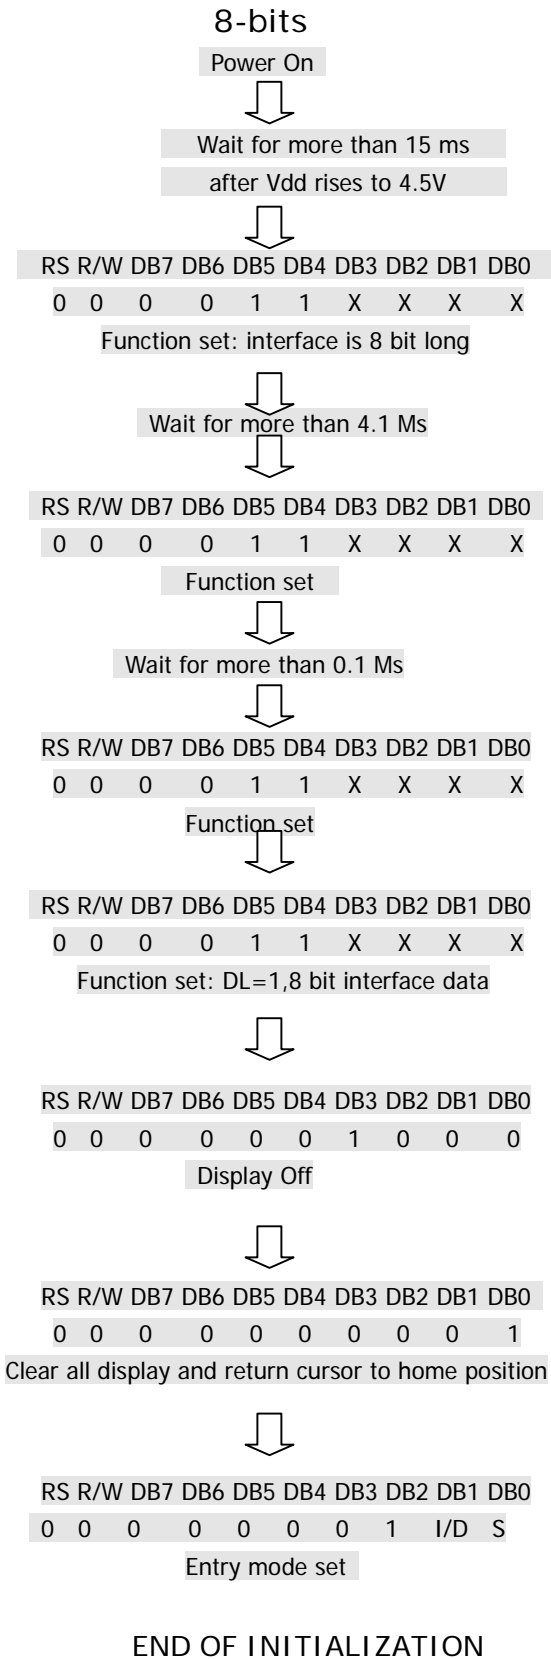 8-bits
Power On
Wait for more than 15 ms
after Vdd rises to 4.5V
RS R/W DB7 DB6 DB5 DB4 DB3 DB2 DB1 DB0
0 0 0 0 1 1 X X X X
Function set: interface is 8 bit long
Wait for more than 4.1 Ms
RS R/W DB7 DB6 DB5 DB4 DB3 DB2 DB1 DB0
0 0 0 0 1 1 X X X X
Function set
Wait for more than 0.1 Ms
RS R/W DB7 DB6 DB5 DB4 DB3 DB2 DB1 DB0
0 0 0 0 1 1 X X X X
Function set
RS R/W DB7 DB6 DB5 DB4 DB3 DB2 DB1 DB0
0 0 0 0 1 1 X X X X
Function set: DL=1,8 bit interface data
RS R/W DB7 DB6 DB5 DB4 DB3 DB2 DB1 DB0
0 0 0 0 0 0 1 0 0 0
Display Off
RS R/W DB7 DB6 DB5 DB4 DB3 DB2 DB1 DB0
0 0 0 0 0 0 0 0 0 1
Clear all display and return cursor to home position
RS R/W DB7 DB6 DB5 DB4 DB3 DB2 DB1 DB0
0 0 0 0 0 0 0 1 I/D S
Entry mode set
END OF INITIALIZATION